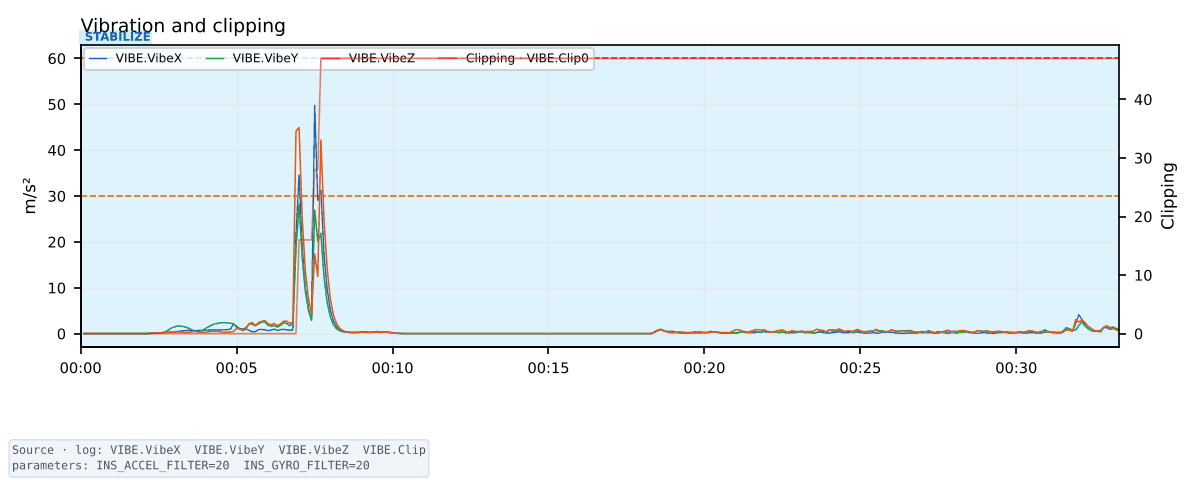 Vibration and clipping
STABILIZE
VIBE.VibeX VIBE.VibeY VIBE.VibeZ Clipping · VIBE.Clip0
60
50
40
30
20
10
0
m/s²
40
30
20
10
0
Clipping
00:00 00:05 00:10 00:15 00:20 00:25 00:30
Source · log: VIBE.VibeX VIBE.VibeY VIBE.VibeZ VIBE.Clip
parameters: INS_ACCEL_FILTER=20 INS_GYRO_FILTER=20